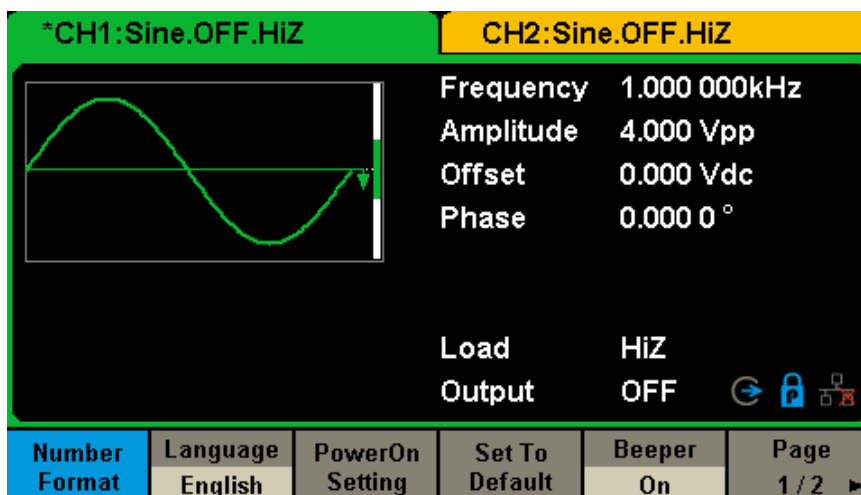 *CH1:Sine.OFF.HiZ CH2:Sine.OFF.HiZ
Frequency 1.000 000kHz
Amplitude 4.000 Vpp
Offset 0.000 Vdc
Phase 0.000 0 °
Load HiZ
Output OFF P
Number Format
Language English
PowerOn Setting
Set To Default
Beeper On
Page 1/2 ►